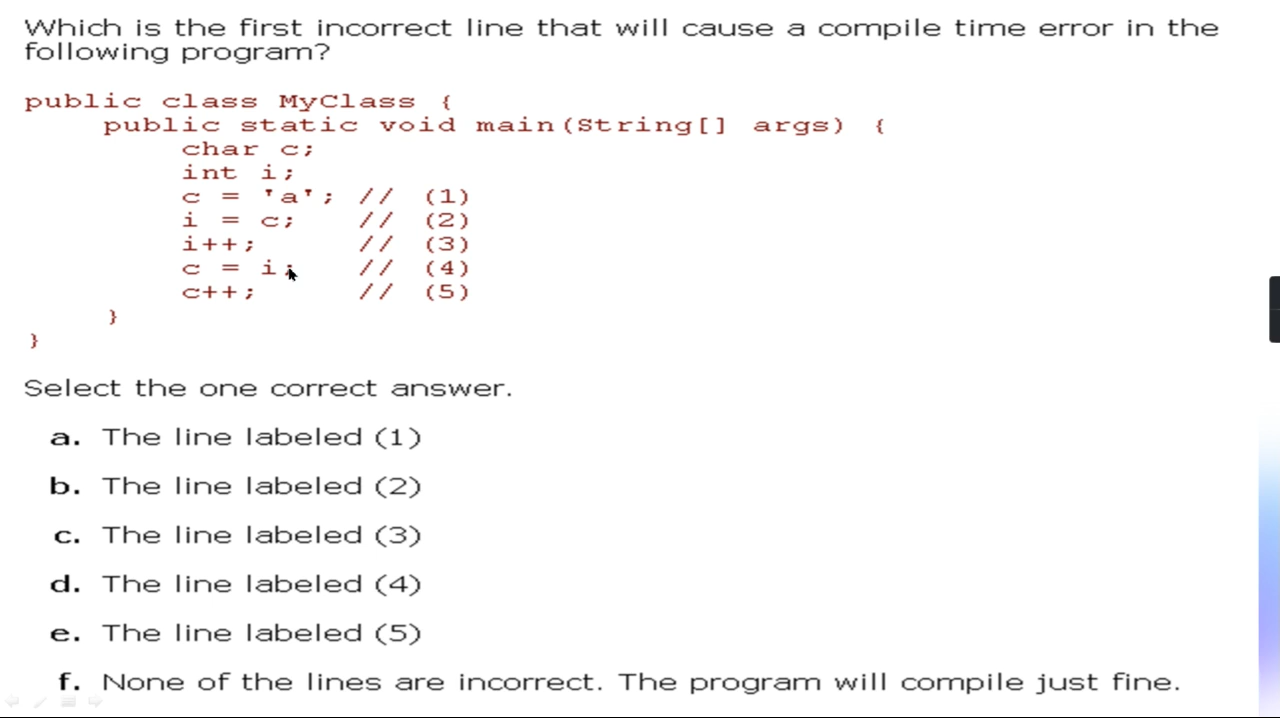 Which is the first incorrect line that will cause a compile time error in the
following program?
public class MyClass {
public static void main(String[] args) {
char c;
int i;
c = 'a'; // (1)
i = c; // (2)
i++; // (3)
c = i; // (4)
c++; // (5)
}
}
Select the one correct answer.
a. The line labeled (1)
b. The line labeled (2)
c. The line labeled (3)
d. The line labeled (4)
e. The line labeled (5)
f. None of the lines are incorrect. The program will compile just fine.